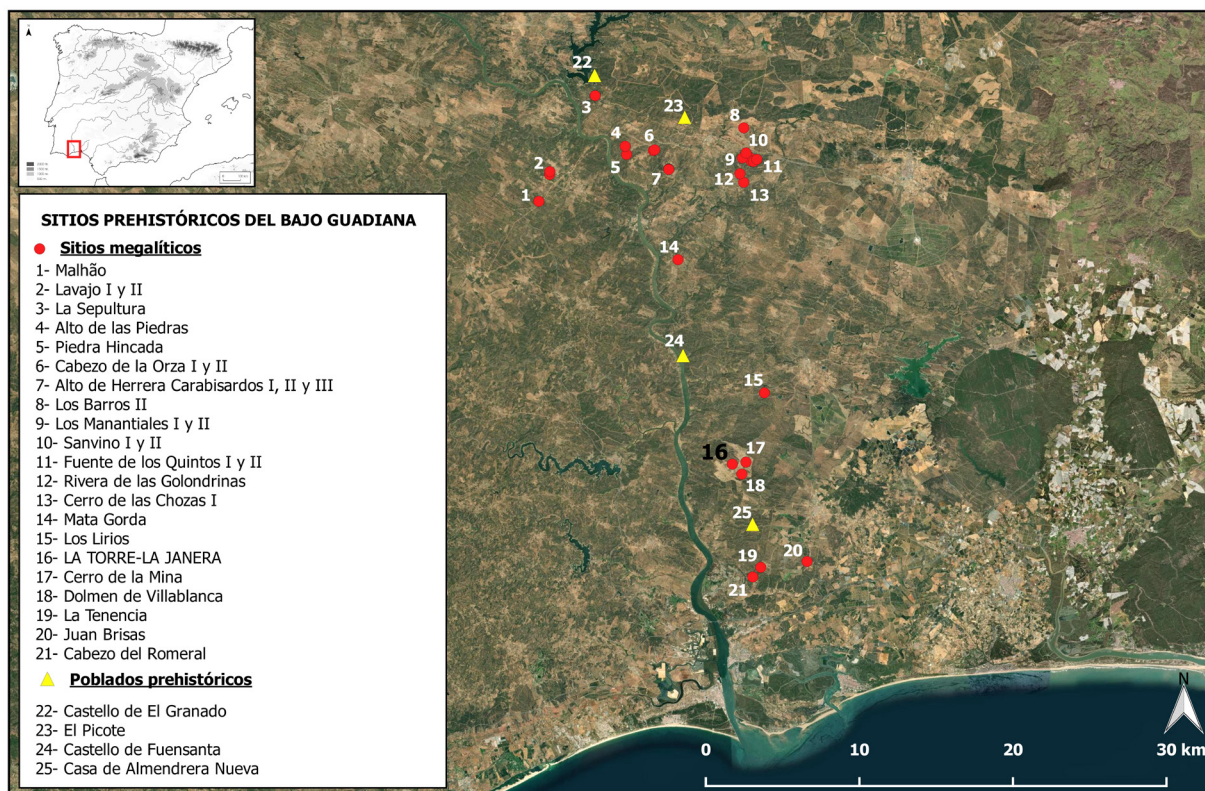 SITIOS PREHISTÓRICOS DEL BAJO GUADIANA
Sitios megalíticos
1- Malhão
2- Lavajo I y II
3- La Sepultura
4- Alto de las Piedras
5- Piedra Hincada
6- Cabezo de la Orza I y II
7- Alto de Herrera Carabisardos I, II y III
8- Los Barros II
9- Los Manantiales I y II
10- Sanvino I y II
11- Fuente de los Quintos I y II
12- Rivera de las Golondrinas
13- Cerro de las Chozas I
14- Mata Gorda
15- Los Lirios
16- LA TORRE-LA JANERA
17- Cerro de la Mina
18- Dolmen de Villablanca
19- La Tenencia
20- Juan Brisas
21- Cabezo del Romeral
Poblados prehistóricos
22- Castello de El Granado
23- El Picote
24- Castello de Fuensanta
25- Casa de Almendrera Nueva
22
3
23
8
4
6
10
2
5
9
11
7
12
1
13
14
24
15
16
17
18
25
19
20
21
N
0
10
20
30 km